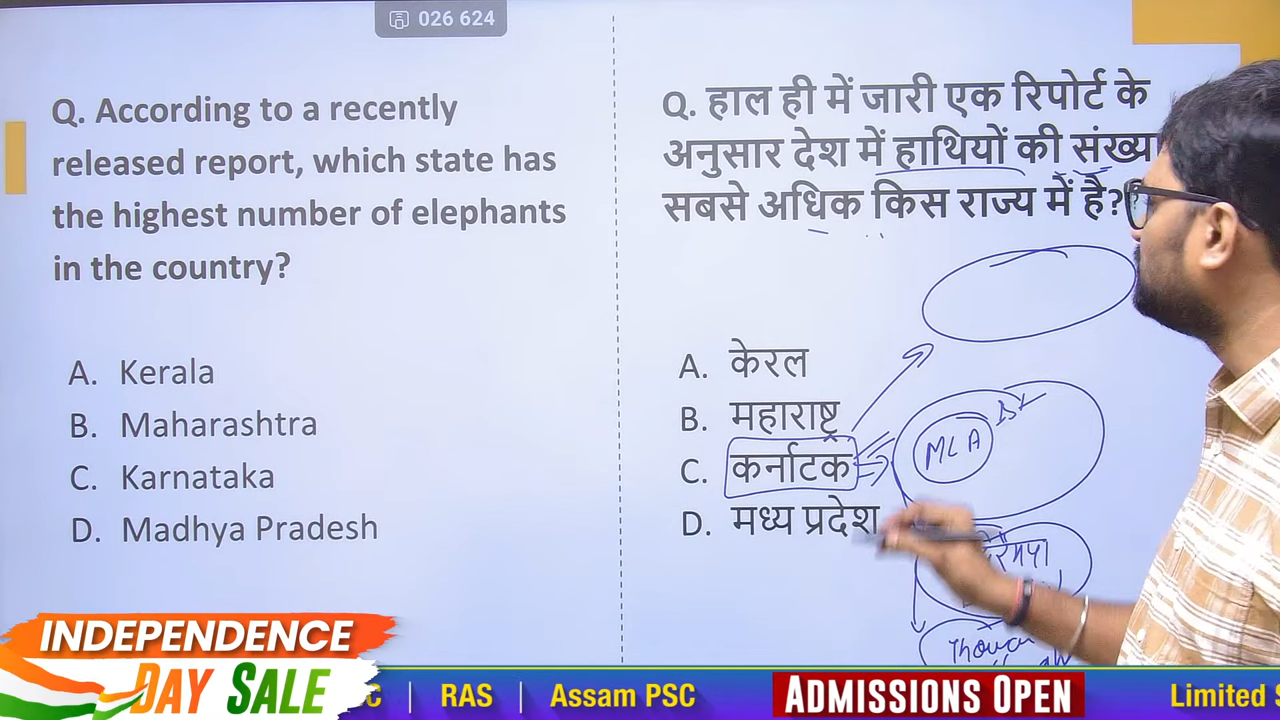 026 624
Q. According to a recently
released report, which state has
the highest number of elephants
in the country?
A. Kerala
B. Maharashtra
C. Karnataka
D. Madhya Pradesh
Q. हाल ही में जारी एक रिपोर्ट के
अनुसार देश में हाथियों की संख्या
सबसे अधिक किस राज्य में है?
A. केरल
B. महाराष्ट्र
C. कर्नाटक
D. मध्य प्रदेश
MLA
INDEPENDENCE
DAY SALE
| RAS | Assam PSC
ADMISSIONS OPEN
Limited